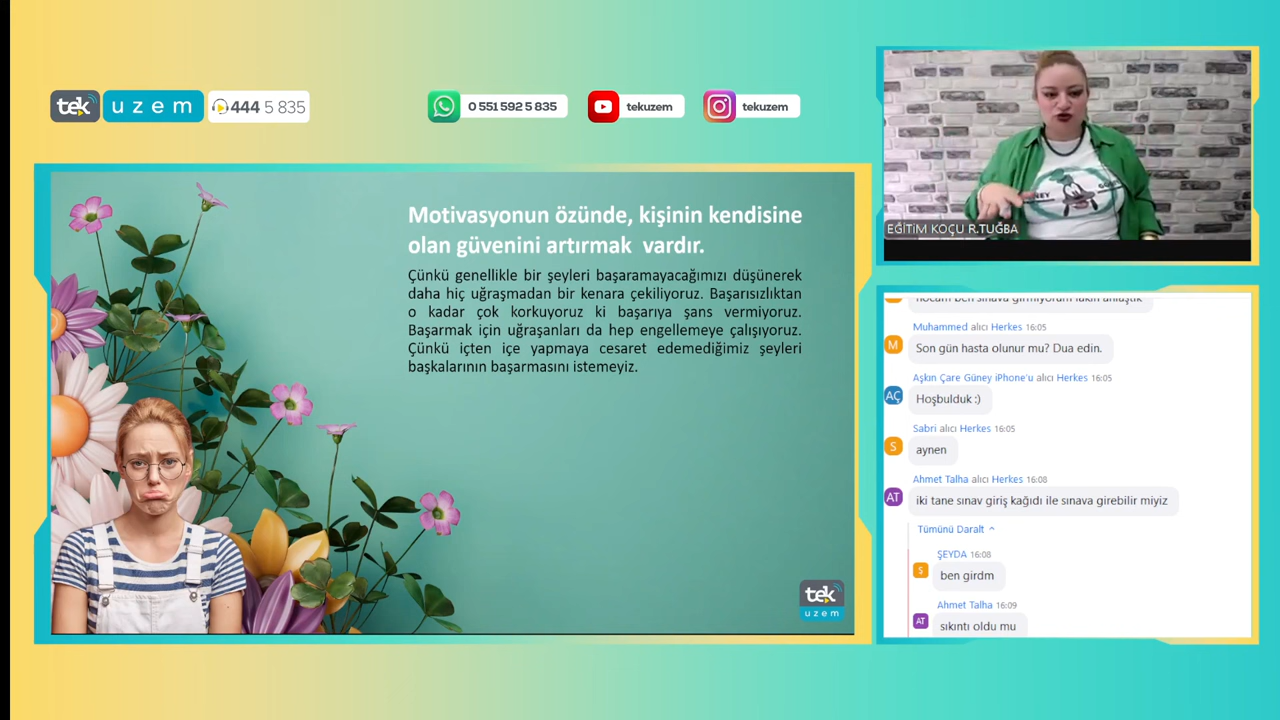 tek
uzem
444 5 835
0 551 592 5 835
tekuzem
tekuzem
Motivasyonun özünde, kişinin kendisine
olan güvenini artırmak vardır.
Çünkü genellikle bir şeyleri başaramayacağımızı düşünerek
daha hiç uğraşmadan bir kenara çekiliyoruz. Başarısızlıktan
o kadar çok korkuyoruz ki başarıya şans vermiyoruz.
Başarmak için uğraşanları da hep engellemeye çalışıyoruz.
Çünkü içten içe yapmaya cesaret edemediğimiz şeyleri
başkalarının başarmasını istemeyiz.
tek
uzem
EĞİTİM KOÇU R.TUĞBA
hocam ben sınava girmiyorum
Muhammed alıcı Herkes 16:05
M
Son gün hasta olunur mu? Dua edin.
Aşkın Çare Güney iPhone'u alıcı Herkes 16:05
AÇ
Hoşbulduk :)
Sabri alıcı Herkes 16:05
S
aynen
Ahmet Talha alıcı Herkes 16:08
AT
iki tane sınav giriş kağıdı ile sınava girebilir miyiz
Tümünü Daralt
ŞEYDA 16:08
S
ben girdm
Ahmet Talha 16:09
AT
sıkıntı oldu mu